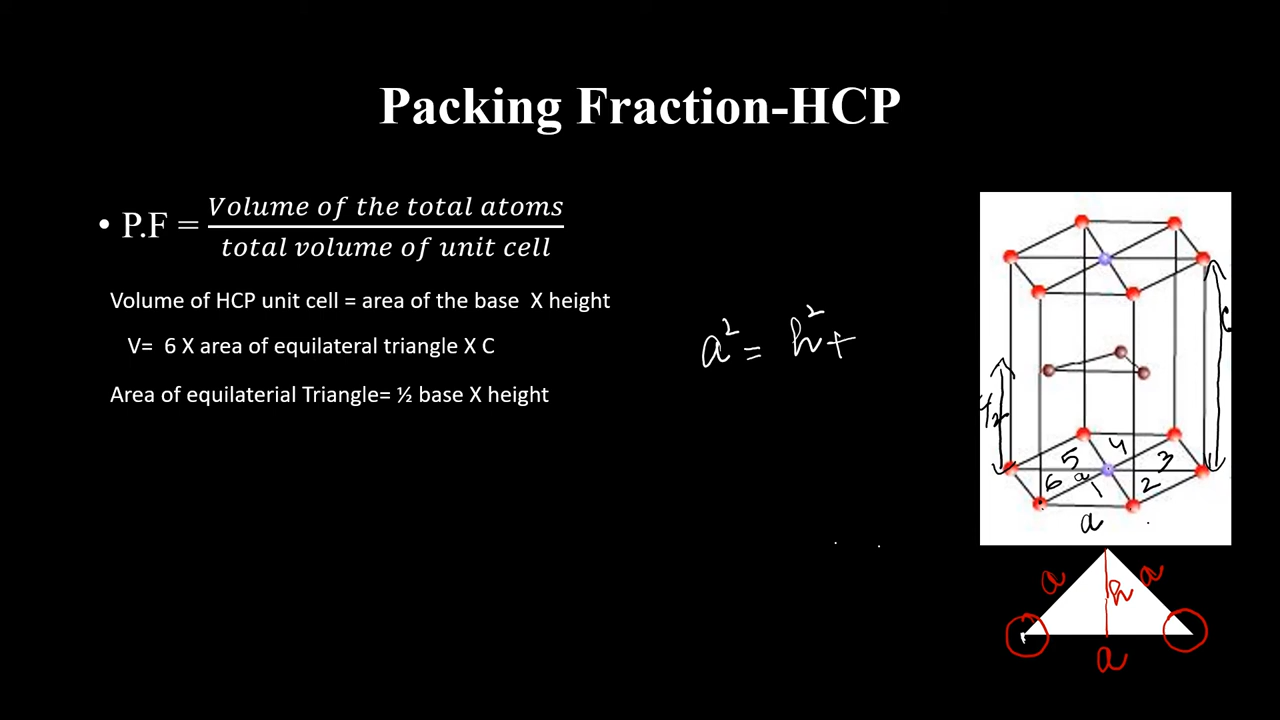 Packing Fraction-HCP
• P.F = Volume of the total atoms / total volume of unit cell
Volume of HCP unit cell = area of the base X height
V= 6 X area of equilateral triangle X C
Area of equilaterial Triangle= ½ base X height
a² = h² +
C
5 4
6 a 3
1 2
a
a h a
a